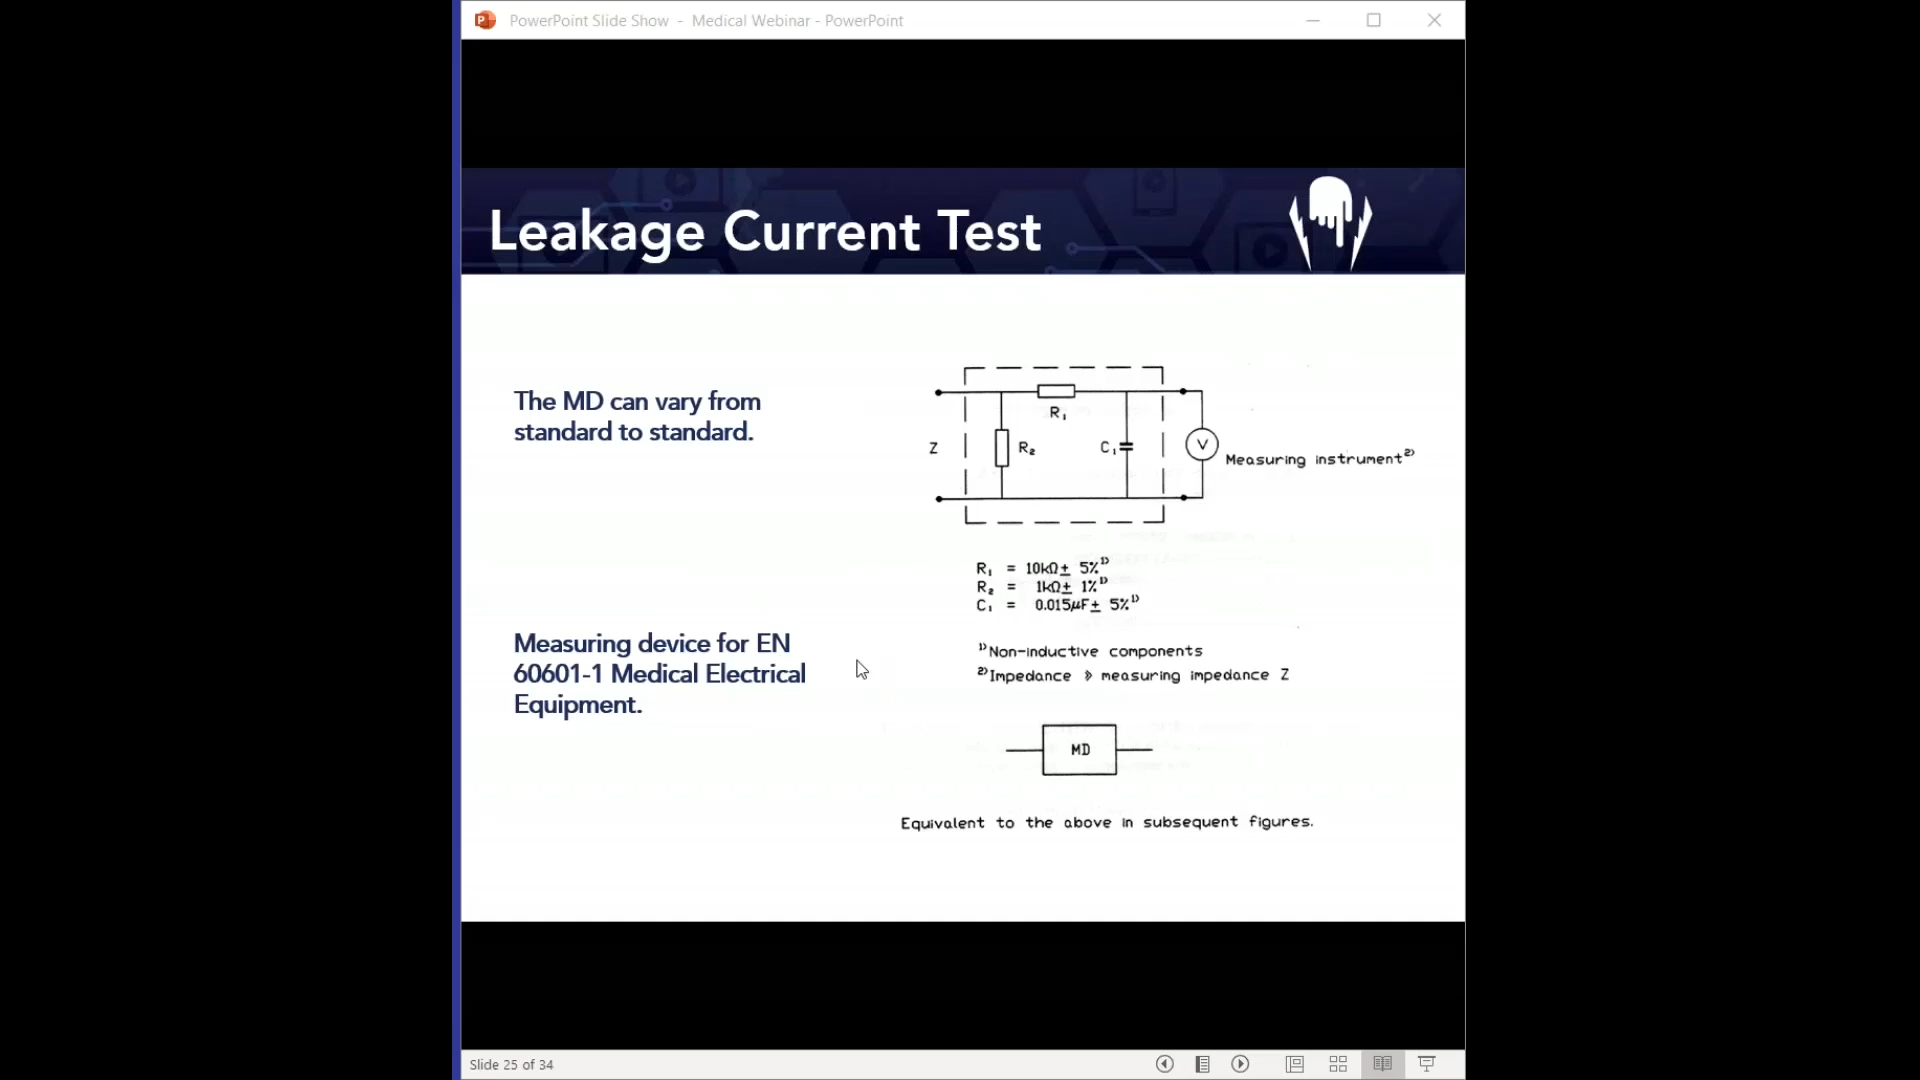 PowerPoint Slide Show - Medical Webinar - PowerPoint
Leakage Current Test
The MD can vary from
standard to standard.
Measuring device for EN
60601-1 Medical Electrical
Equipment.
R₁
Z
R₂
C₁
V
Measuring instrument²⁾
R₁ = 10kΩ± 5%¹⁾
R₂ = 1kΩ± 1%¹⁾
C₁ = 0.015µF± 5%¹⁾
¹⁾Non-inductive components
²⁾Impedance » measuring impedance Z
MD
Equivalent to the above in subsequent figures.
Slide 25 of 34